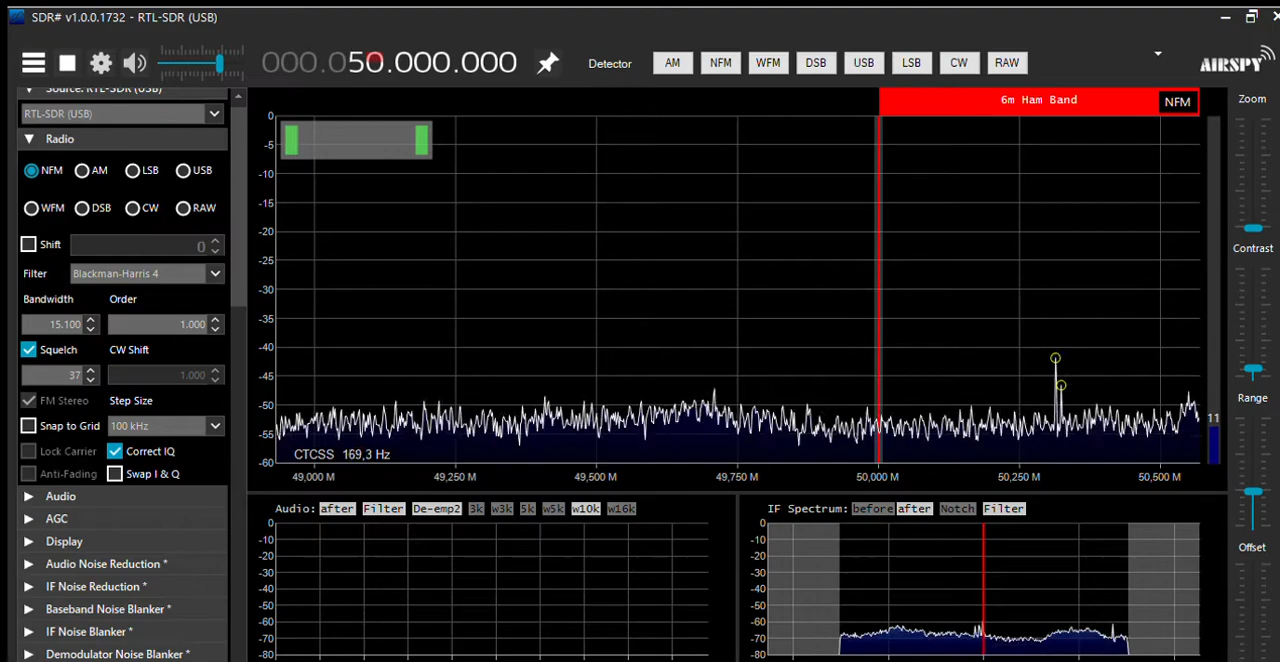 SDR# v1.0.0.1732 - RTL-SDR (USB)
000.050.000.000
Detector
AM
NFM
WFM
DSB
USB
LSB
CW
RAW
AIRSPY
Source: RTL-SDR (USB)
RTL-SDR (USB)
Radio
NFM AM LSB USB
WFM DSB CW RAW
Shift 0
Filter Blackman-Harris 4
Bandwidth Order
15.100 1.000
Squelch CW Shift
37 1.000
FM Stereo Step Size
Snap to Grid 100 kHz
Lock Carrier Correct IQ
Anti-Fading Swap I & Q
Audio
AGC
Display
Audio Noise Reduction *
IF Noise Reduction *
Baseband Noise Blanker *
IF Noise Blanker *
Demodulator Noise Blanker *
6m Ham Band
NFM
0
-5
-10
-15
-20
-25
-30
-35
-40
-45
-50
-55
-60
CTCSS 169,3 Hz
11
49,000 M 49,250 M 49,500 M 49,750 M 50,000 M 50,250 M 50,500 M
Audio: after Filter De-emp2 3k w3k 5k w5k w10k w16k
0
-10
-20
-30
-40
-50
-60
-70
-80
IF Spectrum: before after Notch Filter
0
-10
-20
-30
-40
-50
-60
-70
-80
Zoom
Contrast
Range
Offset